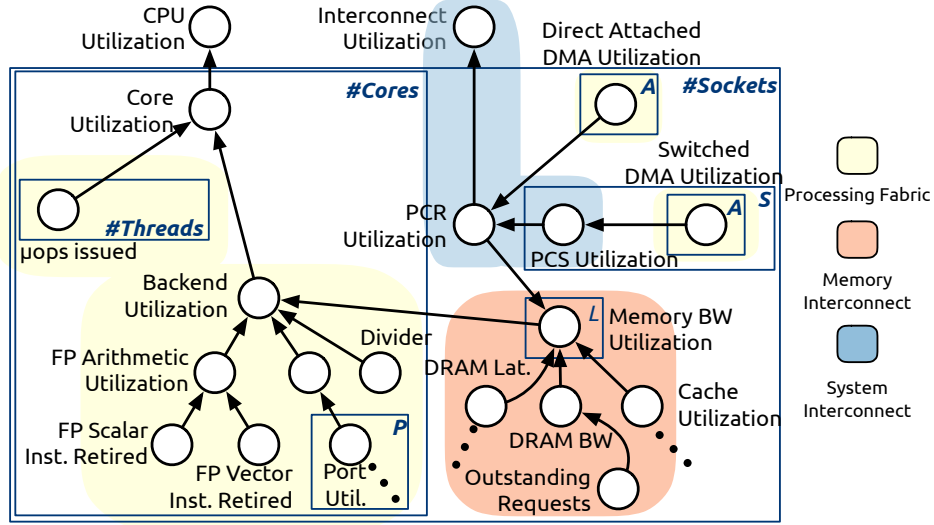 CPU
Utilization
Interconnect
Utilization
Direct Attached
DMA Utilization
#Cores
A
#Sockets
Core
Utilization
Switched
DMA Utilization
Processing Fabric
#Threads
µops issued
PCR
Utilization
A
S
PCS Utilization
Memory
Interconnect
Backend
Utilization
L
Memory BW
Utilization
Divider
FP Arithmetic
Utilization
DRAM Lat.
System
Interconnect
Cache
Utilization
FP Scalar
Inst. Retired
P
DRAM BW
FP Vector
Inst. Retired
Port
Util.
Outstanding
Requests